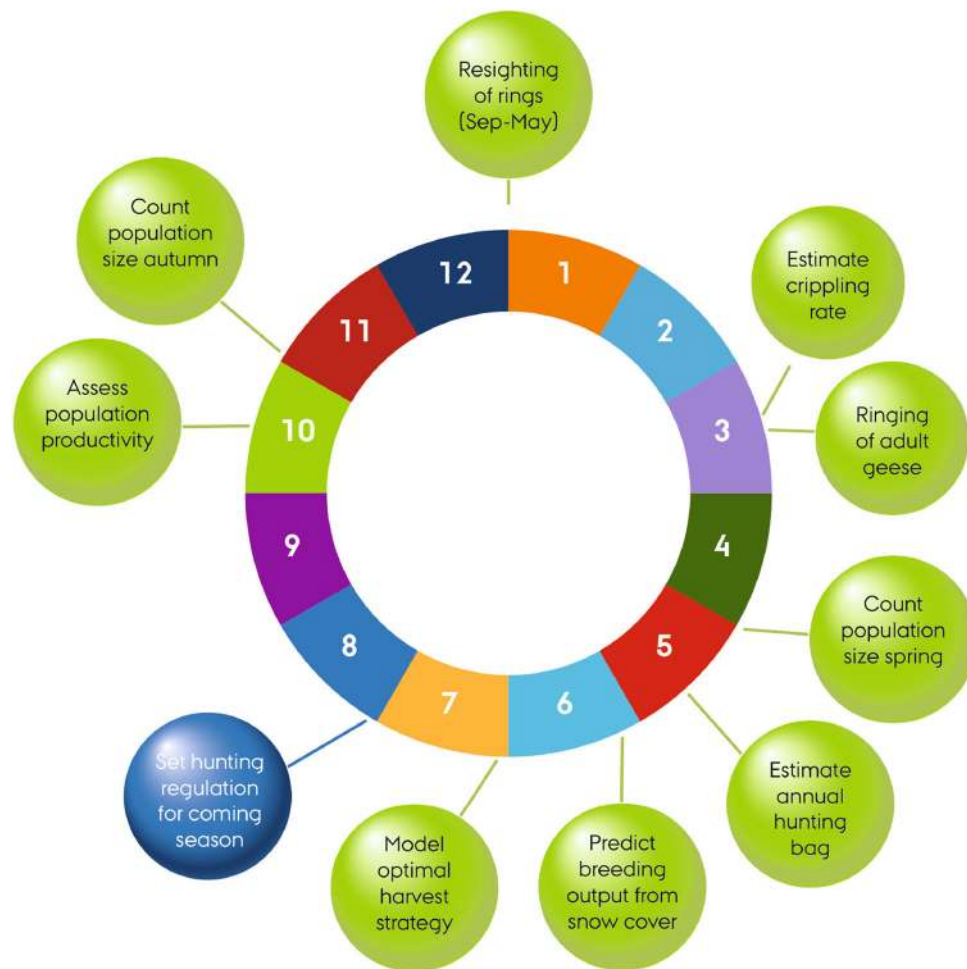 Resighting
of rings
(Sep-May)
Count
population
size autumn
Estimate
crippling
rate
Assess
population
productivity
Ringing
of adult
geese
12
1
11
2
10
3
9
4
8
5
7
6
Count
population
size spring
Set hunting
regulation
for coming
season
Estimate
annual
hunting
bag
Model
optimal
harvest
strategy
Predict
breeding
output from
snow cover